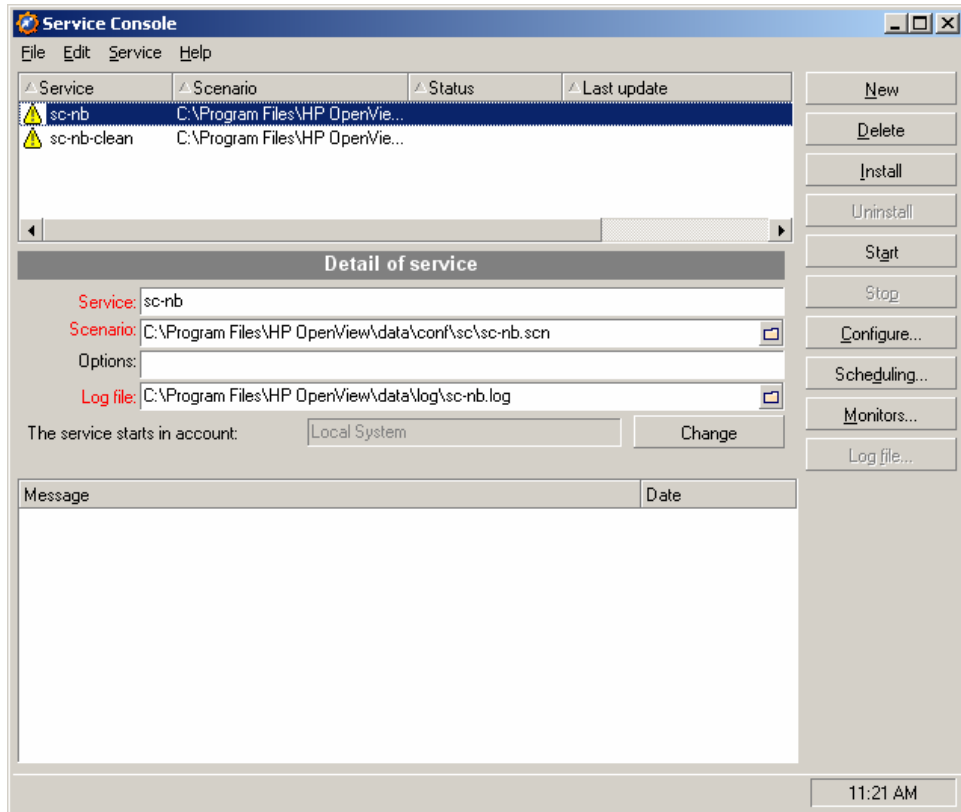 Service Console
File Edit Service Help
Service Scenario Status Last update
sc-nb C:\Program Files\HP OpenVie...
sc-nb-clean C:\Program Files\HP OpenVie...
New
Delete
Install
Uninstall
Start
Stop
Configure...
Scheduling...
Monitors...
Log file...
Detail of service
Service: sc-nb
Scenario: C:\Program Files\HP OpenView\data\conf\sc\sc-nb.scn
Options:
Log file: C:\Program Files\HP OpenView\data\log\sc-nb.log
The service starts in account: Local System Change
Message Date
11:21 AM